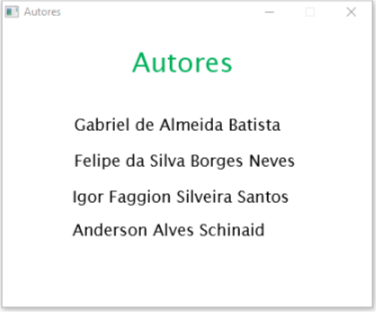 Autores
Autores
Gabriel de Almeida Batista
Felipe da Silva Borges Neves
Igor Faggion Silveira Santos
Anderson Alves Schinaid